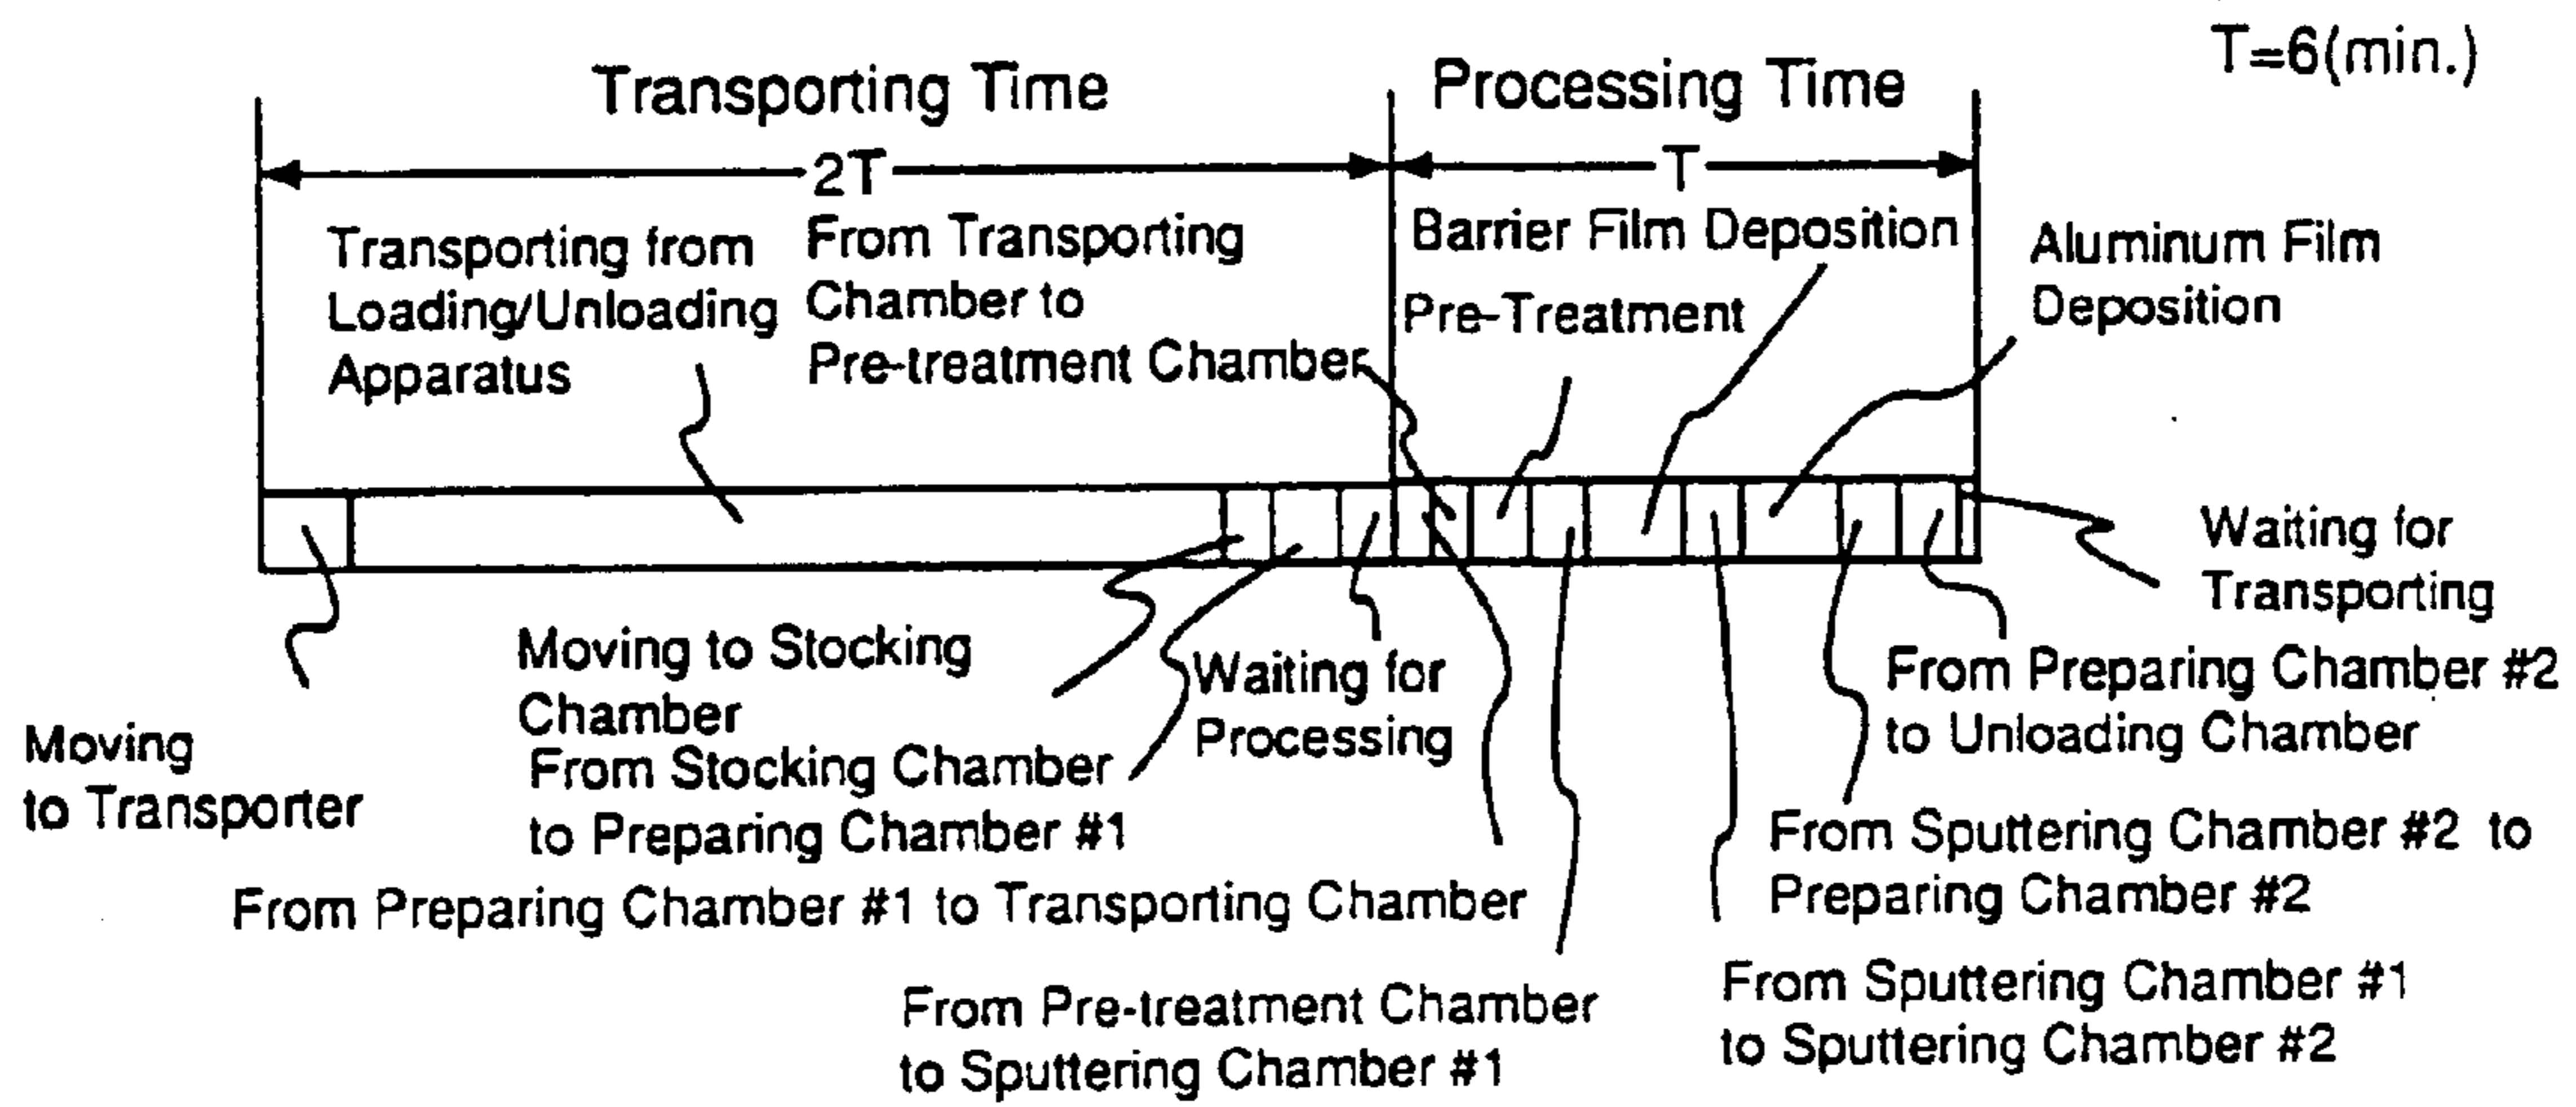 T=6(min.)
Transporting Time
Processing Time
2T
T
Transporting from
Loading/Unloading
Apparatus
From Transporting
Chamber to
Pre-treatment Chamber
Barrier Film Deposition
Pre-Treatment
Aluminum Film
Deposition
Moving
to Transporter
Moving to Stocking
Chamber
From Stocking Chamber
to Preparing Chamber #1
Waiting for
Processing
From Preparing Chamber #1 to Transporting Chamber
From Pre-treatment Chamber
to Sputtering Chamber #1
From Sputtering Chamber #1
to Sputtering Chamber #2
From Sputtering Chamber #2 to
Preparing Chamber #2
From Preparing Chamber #2
to Unloading Chamber
Waiting for
Transporting